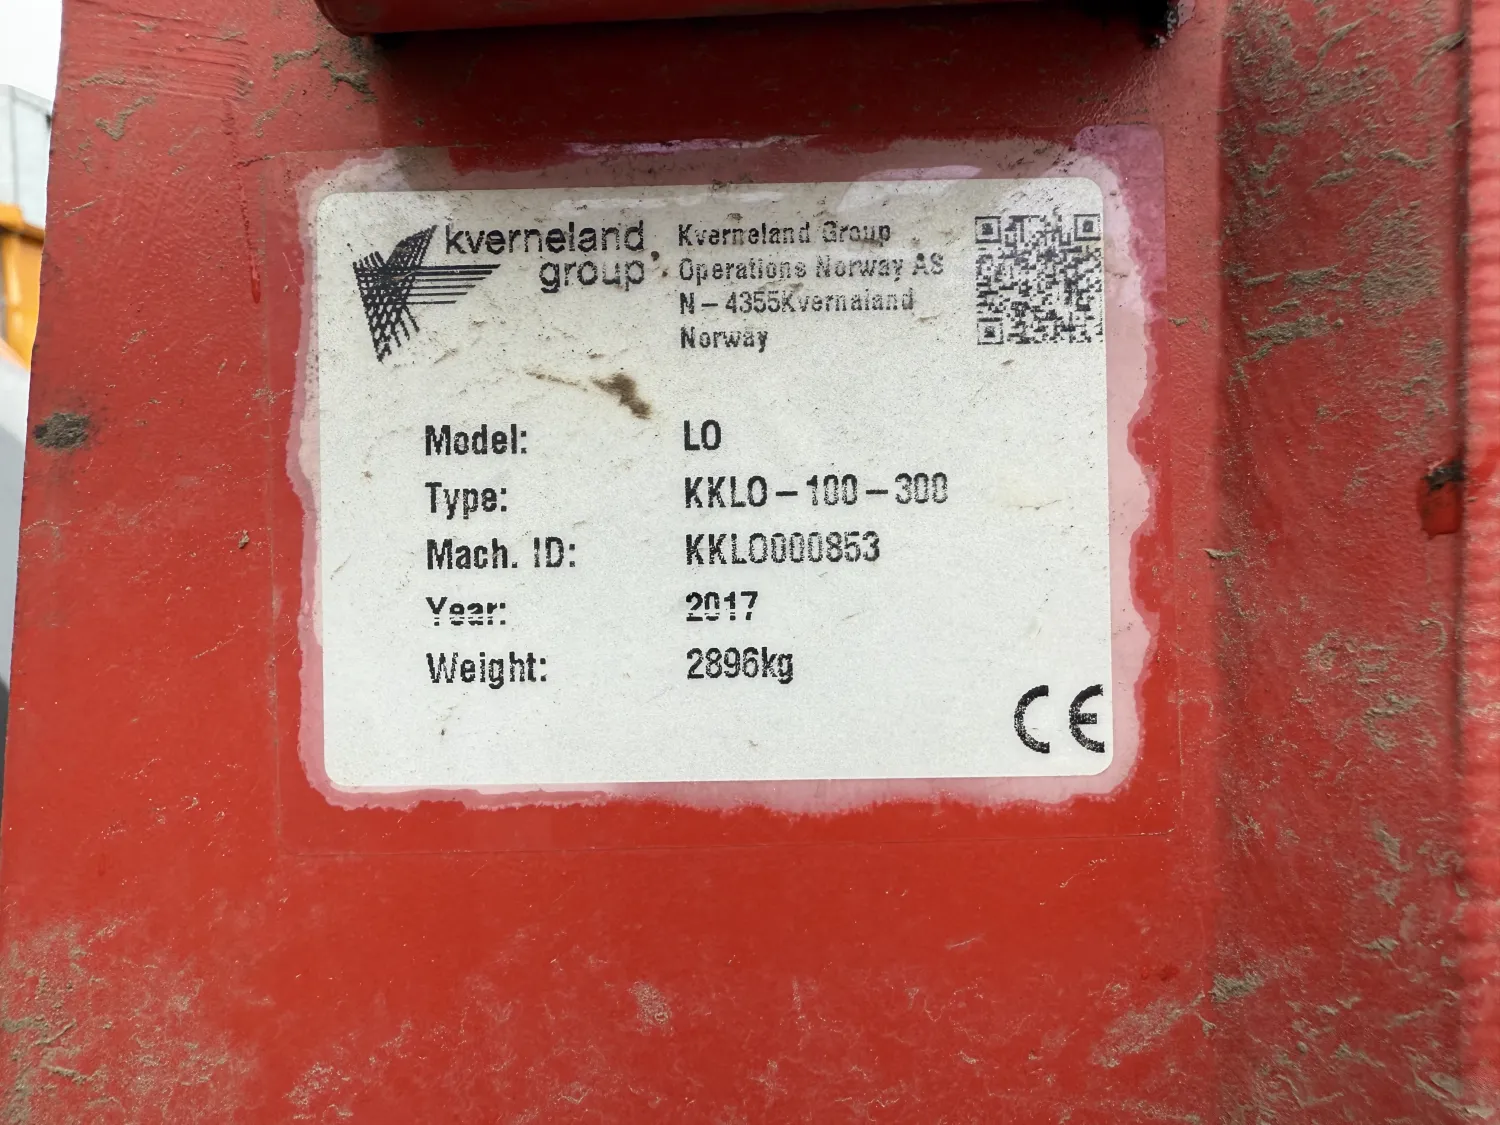 kverneland
group
Kverneland Group
Operations Norway AS
N-4355Kvernaland
Norway
Model: LO
Type: KKLO-100-300
Mach. ID: KKLO000853
Year: 2017
Weight: 2896kg
CE